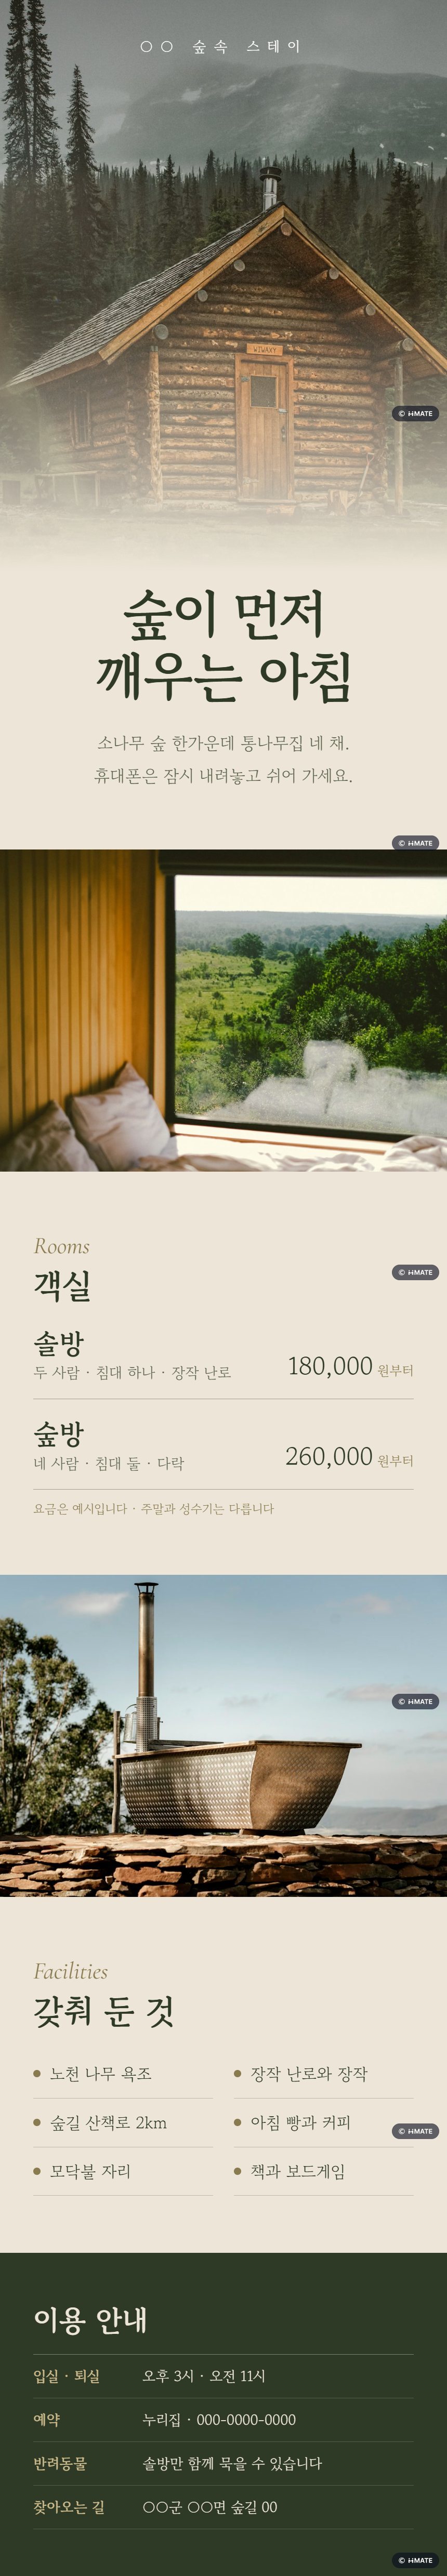 ○○ 숲속 스테이
WIWAXY
© HMATE
숲이 먼저
깨우는 아침
소나무 숲 한가운데 통나무집 네 채.
휴대폰은 잠시 내려놓고 쉬어 가세요.
© HMATE
Rooms
객실
© HMATE
솔방
두 사람 · 침대 하나 · 장작 난로
180,000 원부터
숲방
네 사람 · 침대 둘 · 다락
260,000 원부터
요금은 예시입니다 · 주말과 성수기는 다릅니다
© HMATE
Facilities
갖춰 둔 것
노천 나무 욕조
장작 난로와 장작
숲길 산책로 2km
아침 빵과 커피
© HMATE
모닥불 자리
책과 보드게임
이용 안내
입실 · 퇴실 오후 3시 · 오전 11시
예약 누리집 · 000-0000-0000
반려동물 솔방만 함께 묵을 수 있습니다
찾아오는 길 ○○군 ○○면 숲길 00
© HMATE